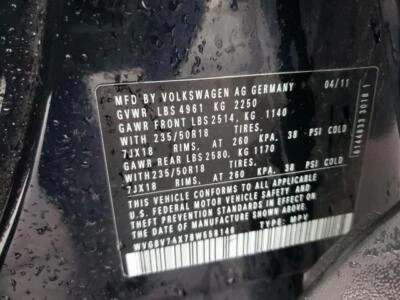 MFD BY VOLKSWAGEN AG GERMANY 04/11
GVWR LBS 4961 KG 2250
GAWR FRONT LBS 2514, KG 1140
WITH 235/50R18 TIRES,
7JX18 RIMS, AT 260 KPA, 38 PSI COLD
GAWR REAR LBS 2580, KG 1170
WITH 235/50R18 TIRES,
7JX18 RIMS, AT 260 KPA, 38 PSI COLD
THIS VEHICLE CONFORMS TO ALL APPLICABLE
FEDERAL MOTOR VEHICLE SAFETY, BUMPER,
AND THEFT PREVENTION STANDARDS IN EFFECT ON
THE DATE OF MANUFACTURE SHOWN ABOVE.
TYPE: MPV